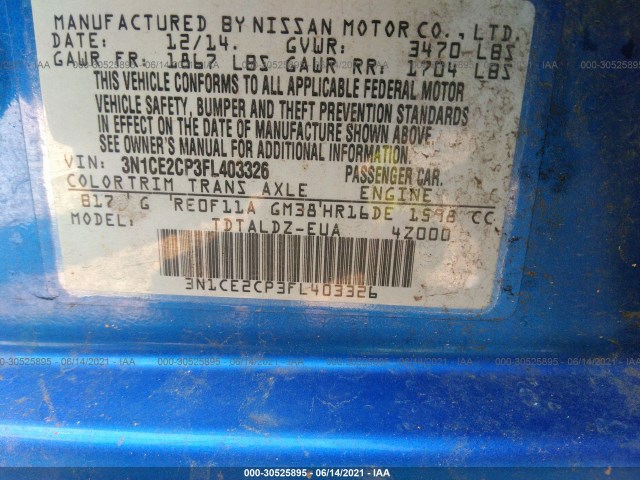 MANUFACTURED BY NISSAN MOTOR CO., LTD.
DATE: 12/14. GVWR: 3470 LBS
GAWR FR: 1867 LBS GAWR RR: 1704 LBS
THIS VEHICLE CONFORMS TO ALL APPLICABLE FEDERAL MOTOR
VEHICLE SAFETY, BUMPER AND THEFT PREVENTION STANDARDS
IN EFFECT ON THE DATE OF MANUFACTURE SHOWN ABOVE.
SEE OWNER'S MANUAL FOR ADDITIONAL INFORMATION.
VIN: 3N1CE2CP3FL403326 PASSENGER CAR.
COLOR TRIM TRANS AXLE ENGINE
B17 G RE0F11A GM38 HR16DE 1598 CC
MODEL: TDTALDZ-EUA 4Z000
3N1CE2CP3FL403326
000-30525895 - 06/14/2021 - IAA